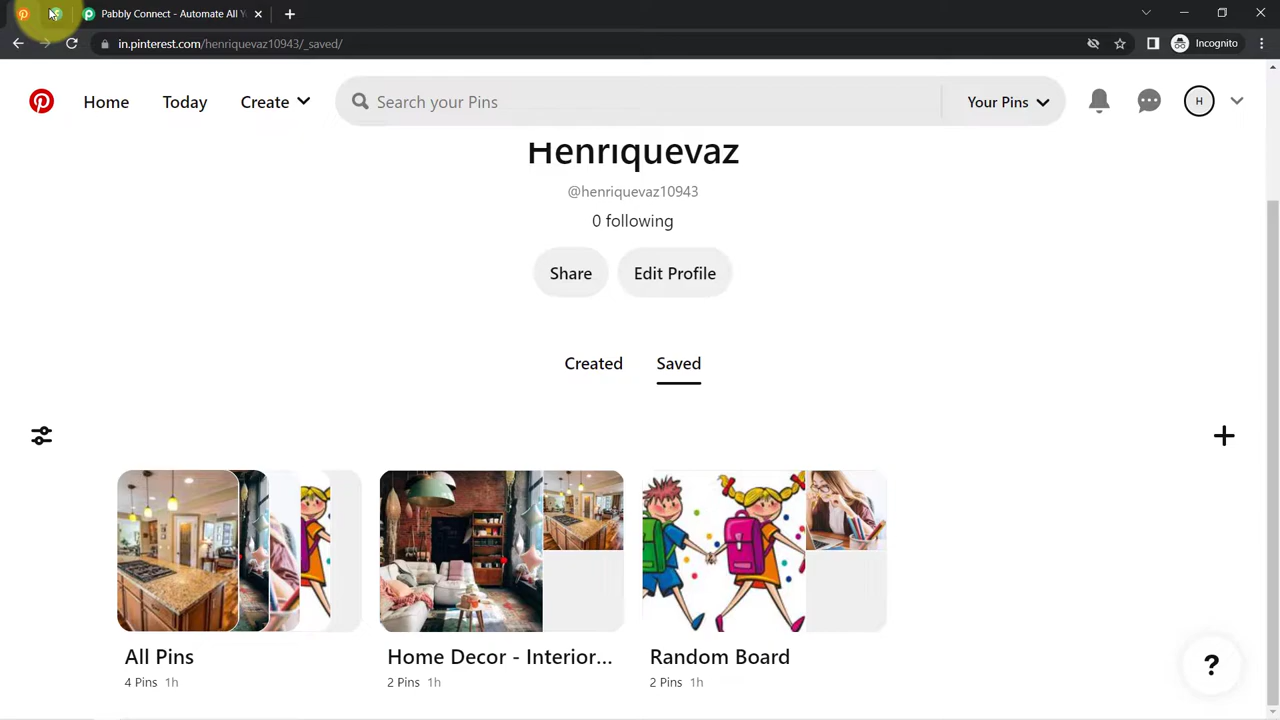 Pabbly Connect - Automate All Y
in.pinterest.com/henriquevaz10943/_saved/
Incognito
Home
Today
Create
Search your Pins
Your Pins
H
Henriquevaz
@henriquevaz10943
0 following
Share
Edit Profile
Created
Saved
All Pins
4 Pins 1h
Home Decor - Interior...
2 Pins 1h
Random Board
2 Pins 1h
?